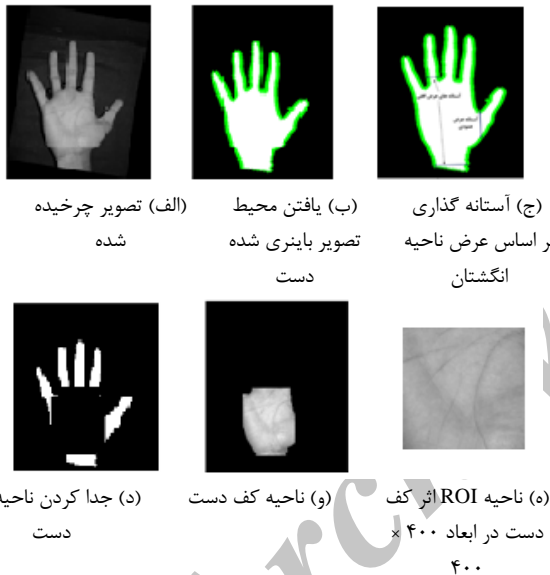 (الف) تصویر چرخیده
شده
(ب) یافتن محیط
تصویر باینری شده
دست
(ج) آستانه گذاری
بر اساس عرض ناحیه
انگشتان
(د) جدا کردن ناحیه
دست
(و) ناحیه کف دست
(ه) ناحیه ROI اثر کف
دست در ابعاد ۴۰۰ ×
۴۰۰